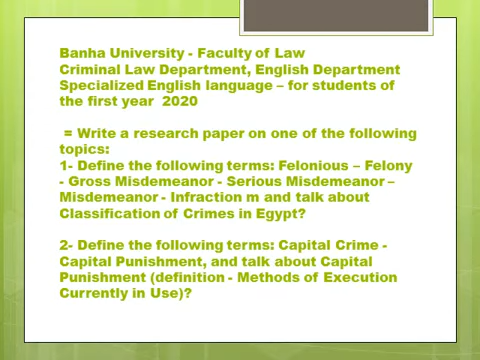 Banha University - Faculty of Law
Criminal Law Department, English Department
Specialized English language – for students of
the first year  2020
= Write a research paper on one of the following
topics:
1- Define the following terms: Felonious – Felony
- Gross Misdemeanor - Serious Misdemeanor –
Misdemeanor - Infraction m and talk about
Classification of Crimes in Egypt?
2- Define the following terms: Capital Crime -
Capital Punishment, and talk about Capital
Punishment (definition - Methods of Execution
Currently in Use)?